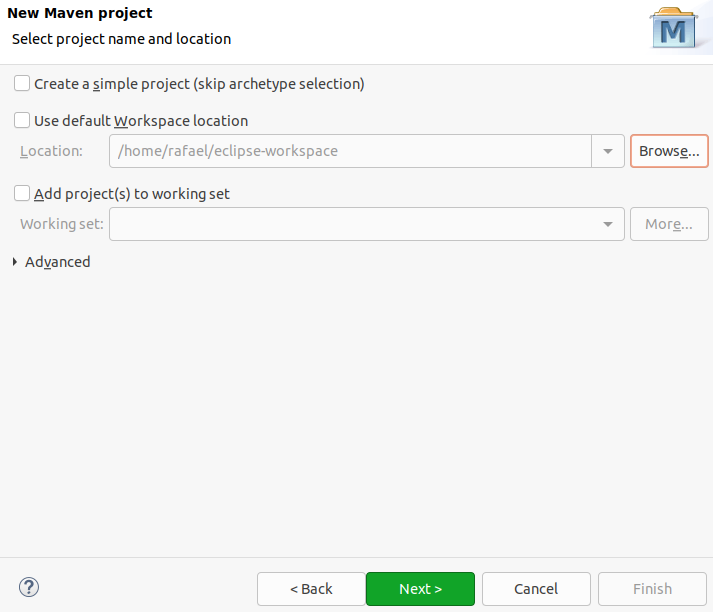 New Maven project
Select project name and location
M
Create a simple project (skip archetype selection)
Use default Workspace location
Location: /home/rafael/eclipse-workspace Browse...
Add project(s) to working set
Working set: More...
Advanced
? < Back Next > Cancel Finish